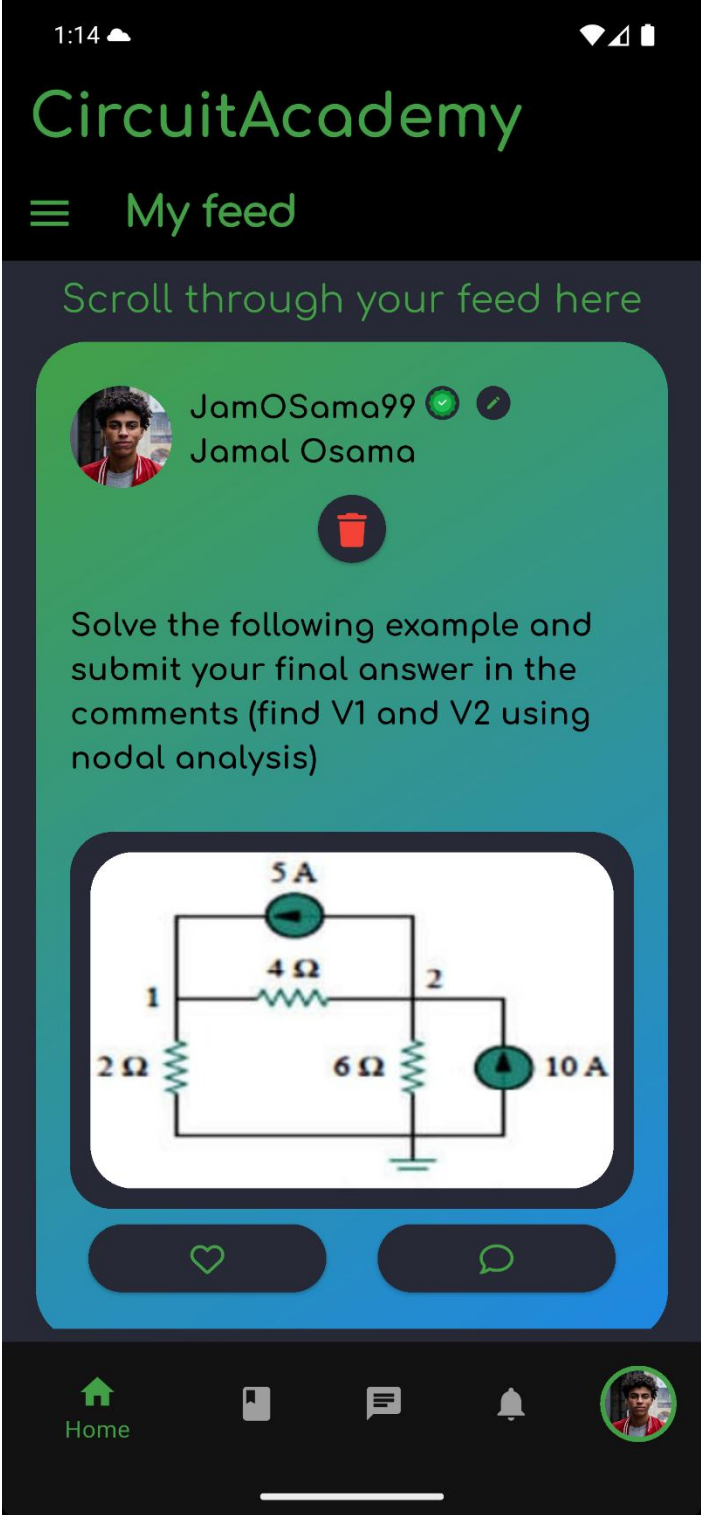 1:14
CircuitAcademy
My feed
Scroll through your feed here
JamOSama99
Jamal Osama
Solve the following example and
submit your final answer in the
comments (find V1 and V2 using
nodal analysis)
5 A
4 Ω
2
1
2 Ω
6 Ω
10 A
Home